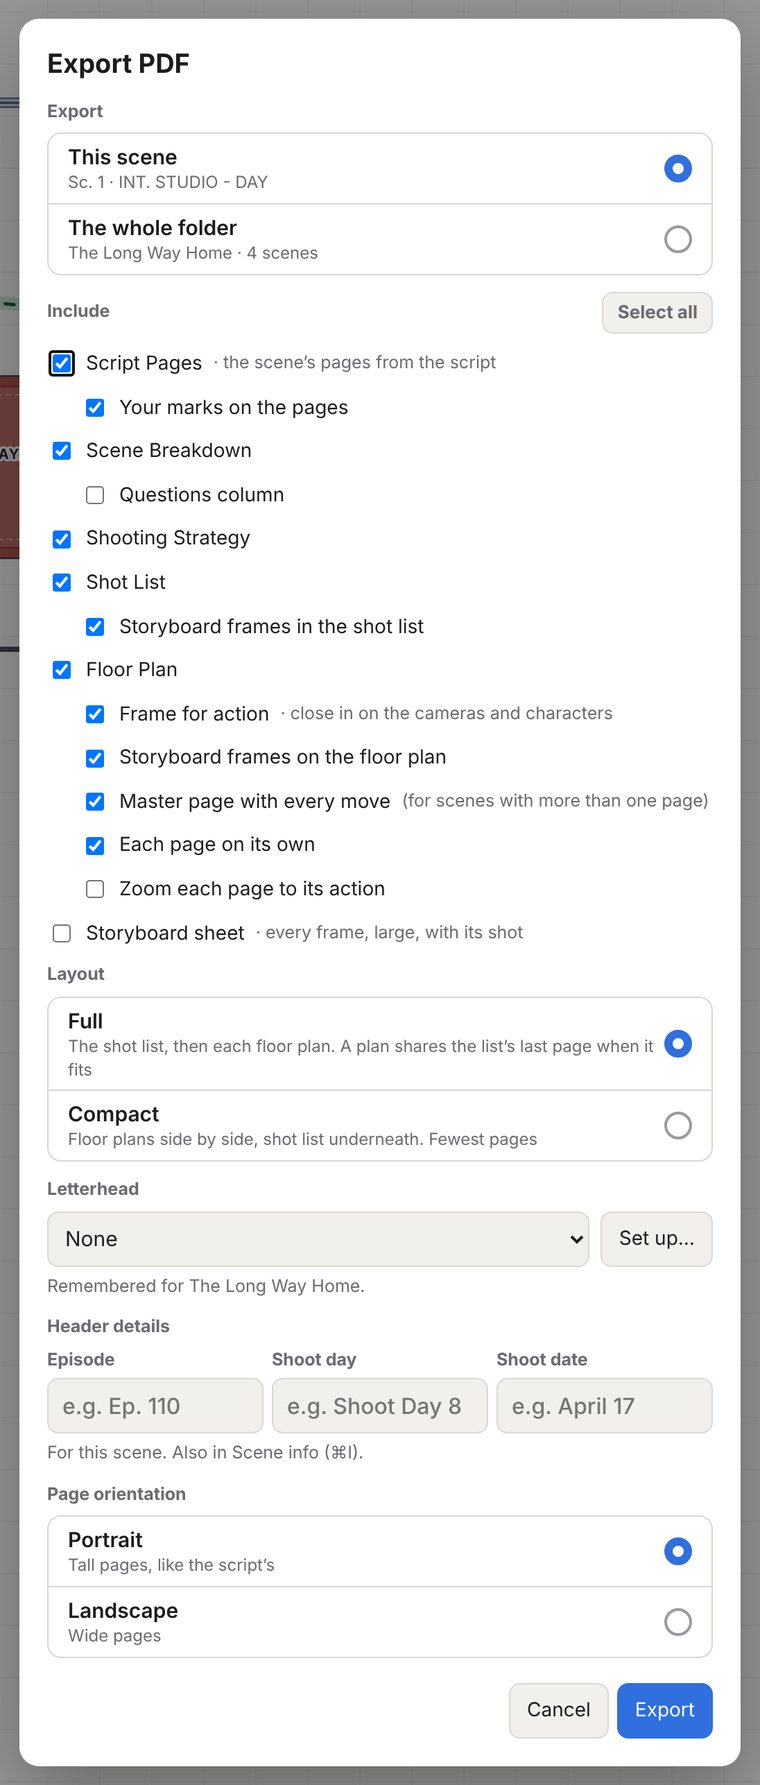 Export PDF
Export
This scene
Sc. 1 · INT. STUDIO - DAY
The whole folder
The Long Way Home · 4 scenes
Include
Select all
Script Pages · the scene’s pages from the script
Your marks on the pages
AY
Scene Breakdown
Questions column
Shooting Strategy
Shot List
Storyboard frames in the shot list
Floor Plan
Frame for action · close in on the cameras and characters
Storyboard frames on the floor plan
Master page with every move (for scenes with more than one page)
Each page on its own
Zoom each page to its action
Storyboard sheet · every frame, large, with its shot
Layout
Full
The shot list, then each floor plan. A plan shares the list’s last page when it
fits
Compact
Floor plans side by side, shot list underneath. Fewest pages
Letterhead
None
Set up...
Remembered for The Long Way Home.
Header details
Episode Shoot day Shoot date
e.g. Ep. 110 e.g. Shoot Day 8 e.g. April 17
For this scene. Also in Scene info (⌘I).
Page orientation
Portrait
Tall pages, like the script’s
Landscape
Wide pages
Cancel Export